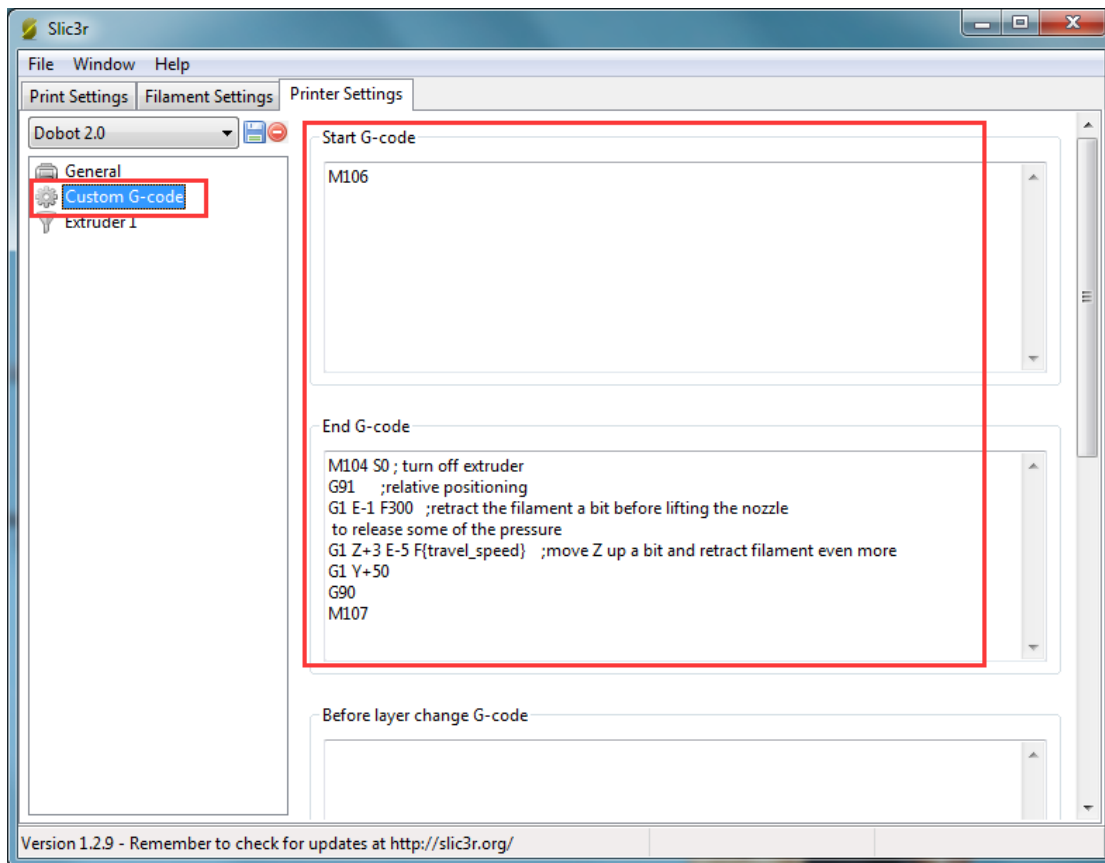 Slic3r
File Window Help
Print Settings Filament Settings Printer Settings
Dobot 2.0
General
Custom G-code
Extruder 1
Start G-code
M106
End G-code
M104 S0 ; turn off extruder
G91 ;relative positioning
G1 E-1 F300 ;retract the filament a bit before lifting the nozzle
to release some of the pressure
G1 Z+3 E-5 F{travel_speed} ;move Z up a bit and retract filament even more
G1 Y+50
G90
M107
Before layer change G-code
Version 1.2.9 - Remember to check for updates at http://slic3r.org/